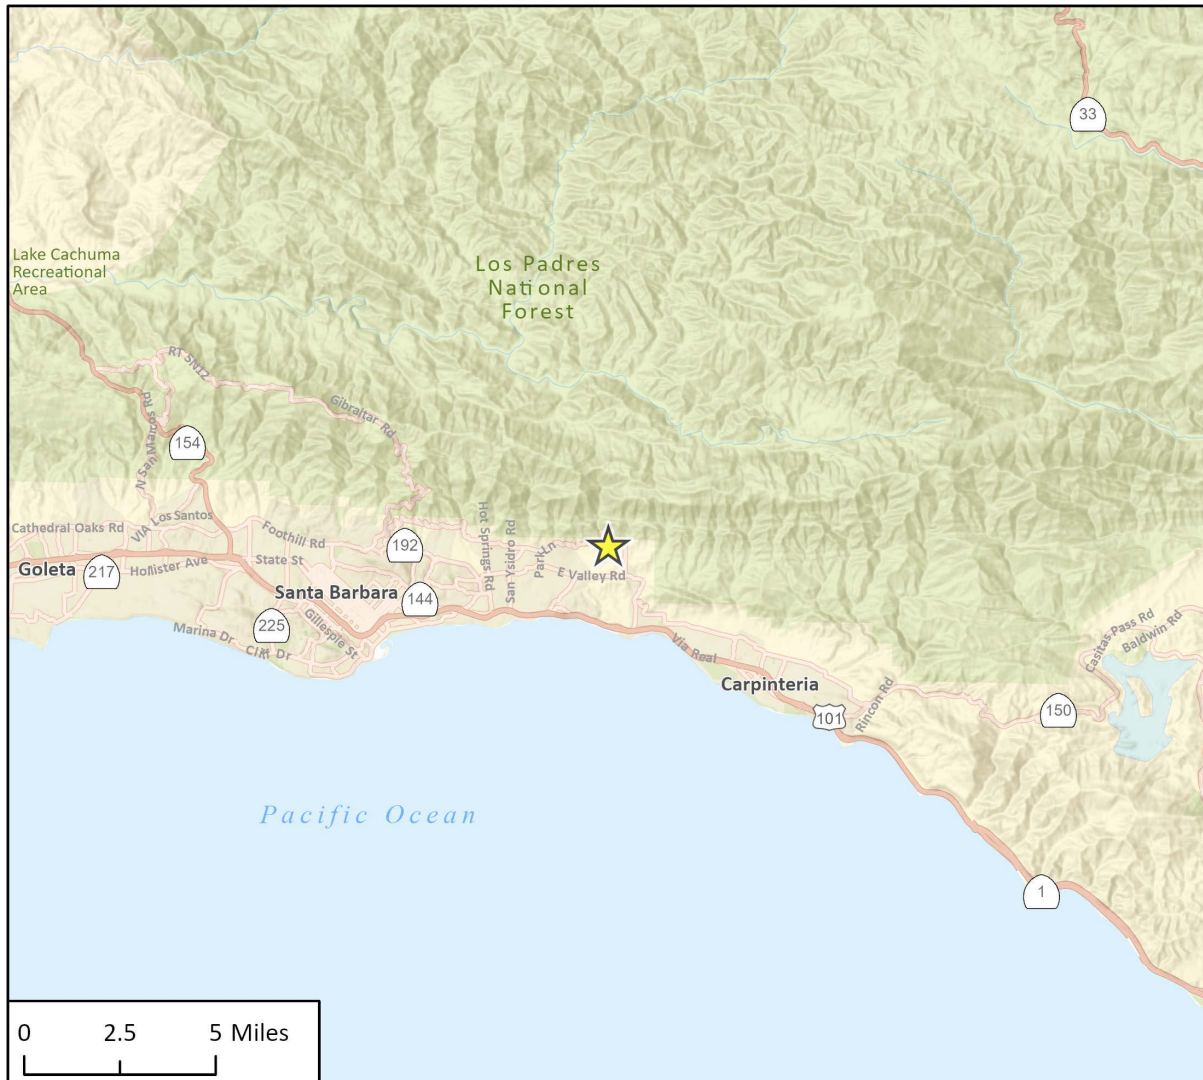 33
Lake Cachuma
Recreational
Area
Los Padres
National
Forest
RT 5N12
Gibraltar Rd
N San Marcos Rd
154
Cathedral Oaks Rd
VIA Los Santos
Foothill Rd
192
Hot Springs Rd
San Ysidro Rd
Park Ln
E Valley Rd
Goleta
217
Hollister Ave
State St
Santa Barbara
144
225
Gillespie St
Marina Dr
Cliff Dr
Via Real
Carpinteria
101
Rincon Rd
Casitas Pass Rd
Baldwin Rd
150
Pacific Ocean
1
0 2.5 5 Miles